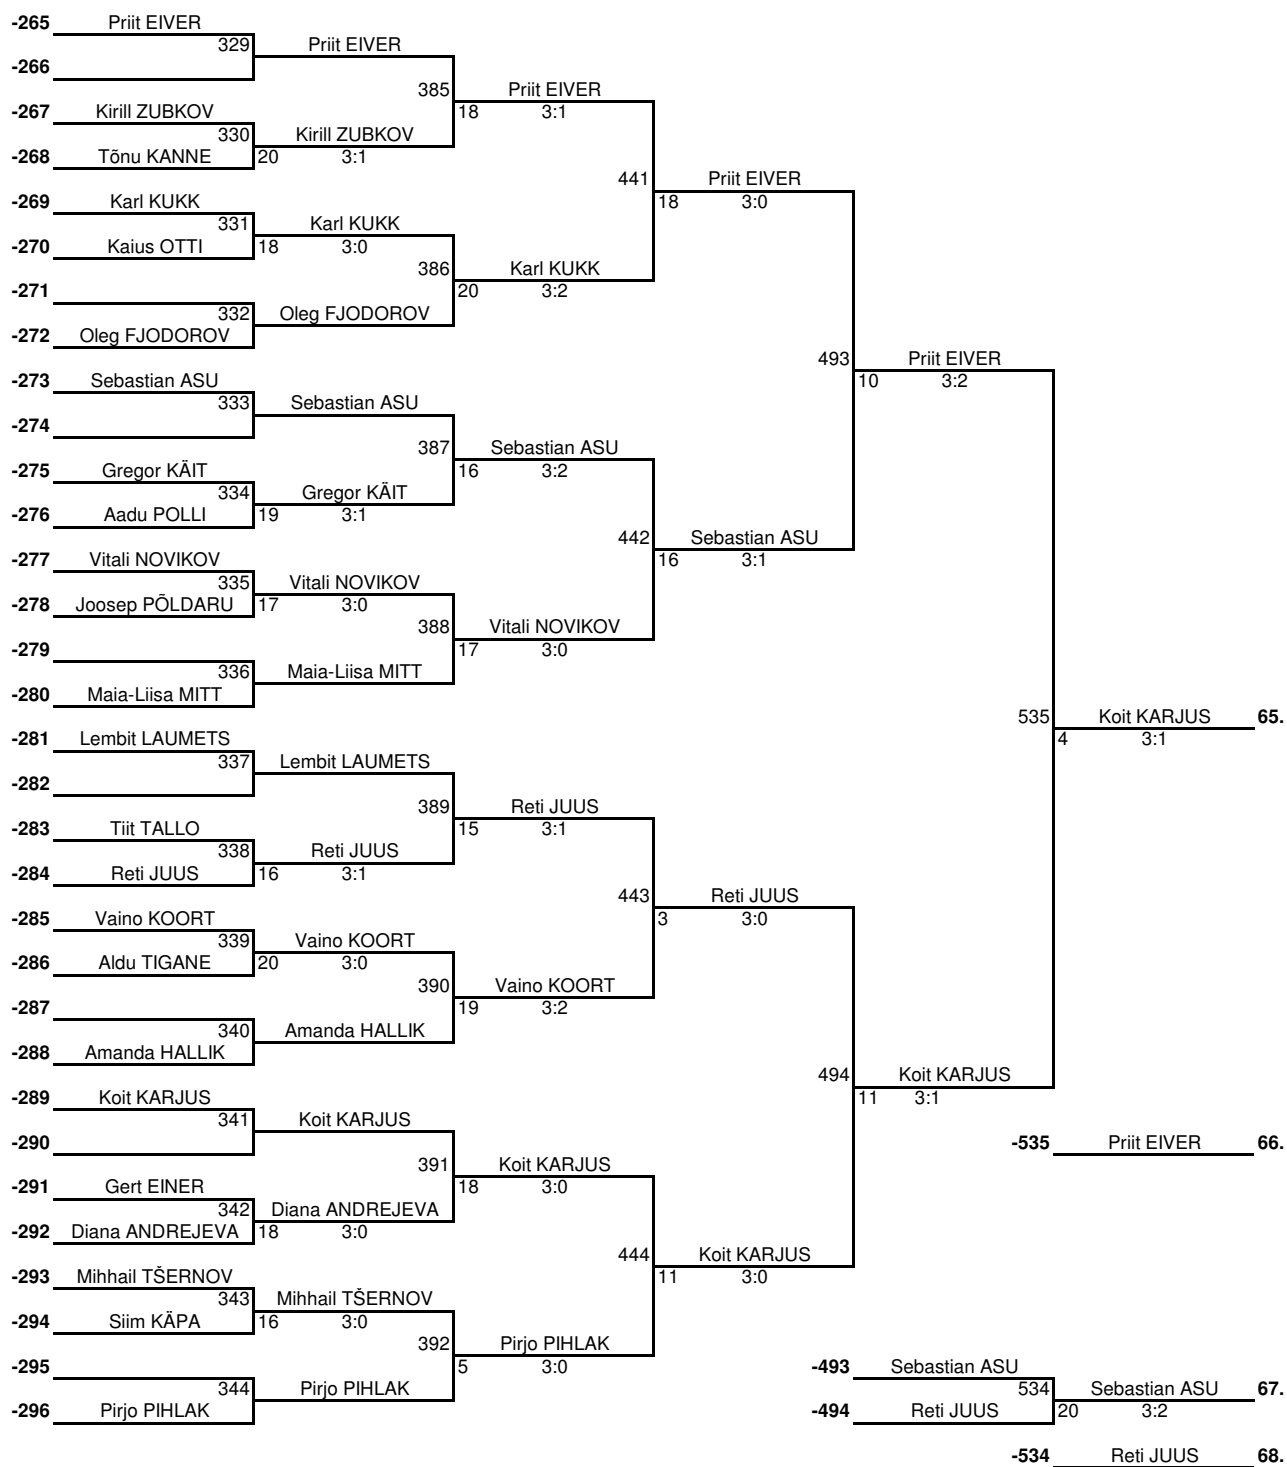 -265 Priit EIVER
329 Priit EIVER
-266
385 Priit EIVER
-267 Kirill ZUBKOV 18 3:1
330 Kirill ZUBKOV
-268 Tõnu KANNE 20 3:1
441 Priit EIVER
-269 Karl KUKK 18 3:0
331 Karl KUKK
-270 Kaius OTTI 18 3:0
386 Karl KUKK
-271 20 3:2
332 Oleg FJODOROV
-272 Oleg FJODOROV
493 Priit EIVER
-273 Sebastian ASU 10 3:2
333 Sebastian ASU
-274
387 Sebastian ASU
-275 Gregor KÄIT 16 3:2
334 Gregor KÄIT
-276 Aadu POLLI 19 3:1
442 Sebastian ASU
-277 Vitali NOVIKOV 16 3:1
335 Vitali NOVIKOV
-278 Joosep PÕLDARU 17 3:0
388 Vitali NOVIKOV
-279 17 3:0
336 Maia-Liisa MITT
-280 Maia-Liisa MITT
535 Koit KARJUS 65.
-281 Lembit LAUMETS 4 3:1
337 Lembit LAUMETS
-282
389 Reti JUUS
-283 Tiit TALLO 15 3:1
338 Reti JUUS
-284 Reti JUUS 16 3:1
443 Reti JUUS
-285 Vaino KOORT 3 3:0
339 Vaino KOORT
-286 Aldu TIGANE 20 3:0
390 Vaino KOORT
-287 19 3:2
340 Amanda HALLIK
-288 Amanda HALLIK
494 Koit KARJUS
-289 Koit KARJUS 11 3:1
341 Koit KARJUS
-290 -535 Priit EIVER 66.
391 Koit KARJUS
-291 Gert EINER 18 3:0
342 Diana ANDREJEVA
-292 Diana ANDREJEVA 18 3:0
444 Koit KARJUS
-293 Mihhail TŠERNOV 11 3:0
343 Mihhail TŠERNOV
-294 Siim KÄPA 16 3:0
392 Pirjo PIHLAK
-295 5 3:0 -493 Sebastian ASU
344 Pirjo PIHLAK 534 Sebastian ASU 67.
-296 Pirjo PIHLAK -494 Reti JUUS 20 3:2
-534 Reti JUUS 68.